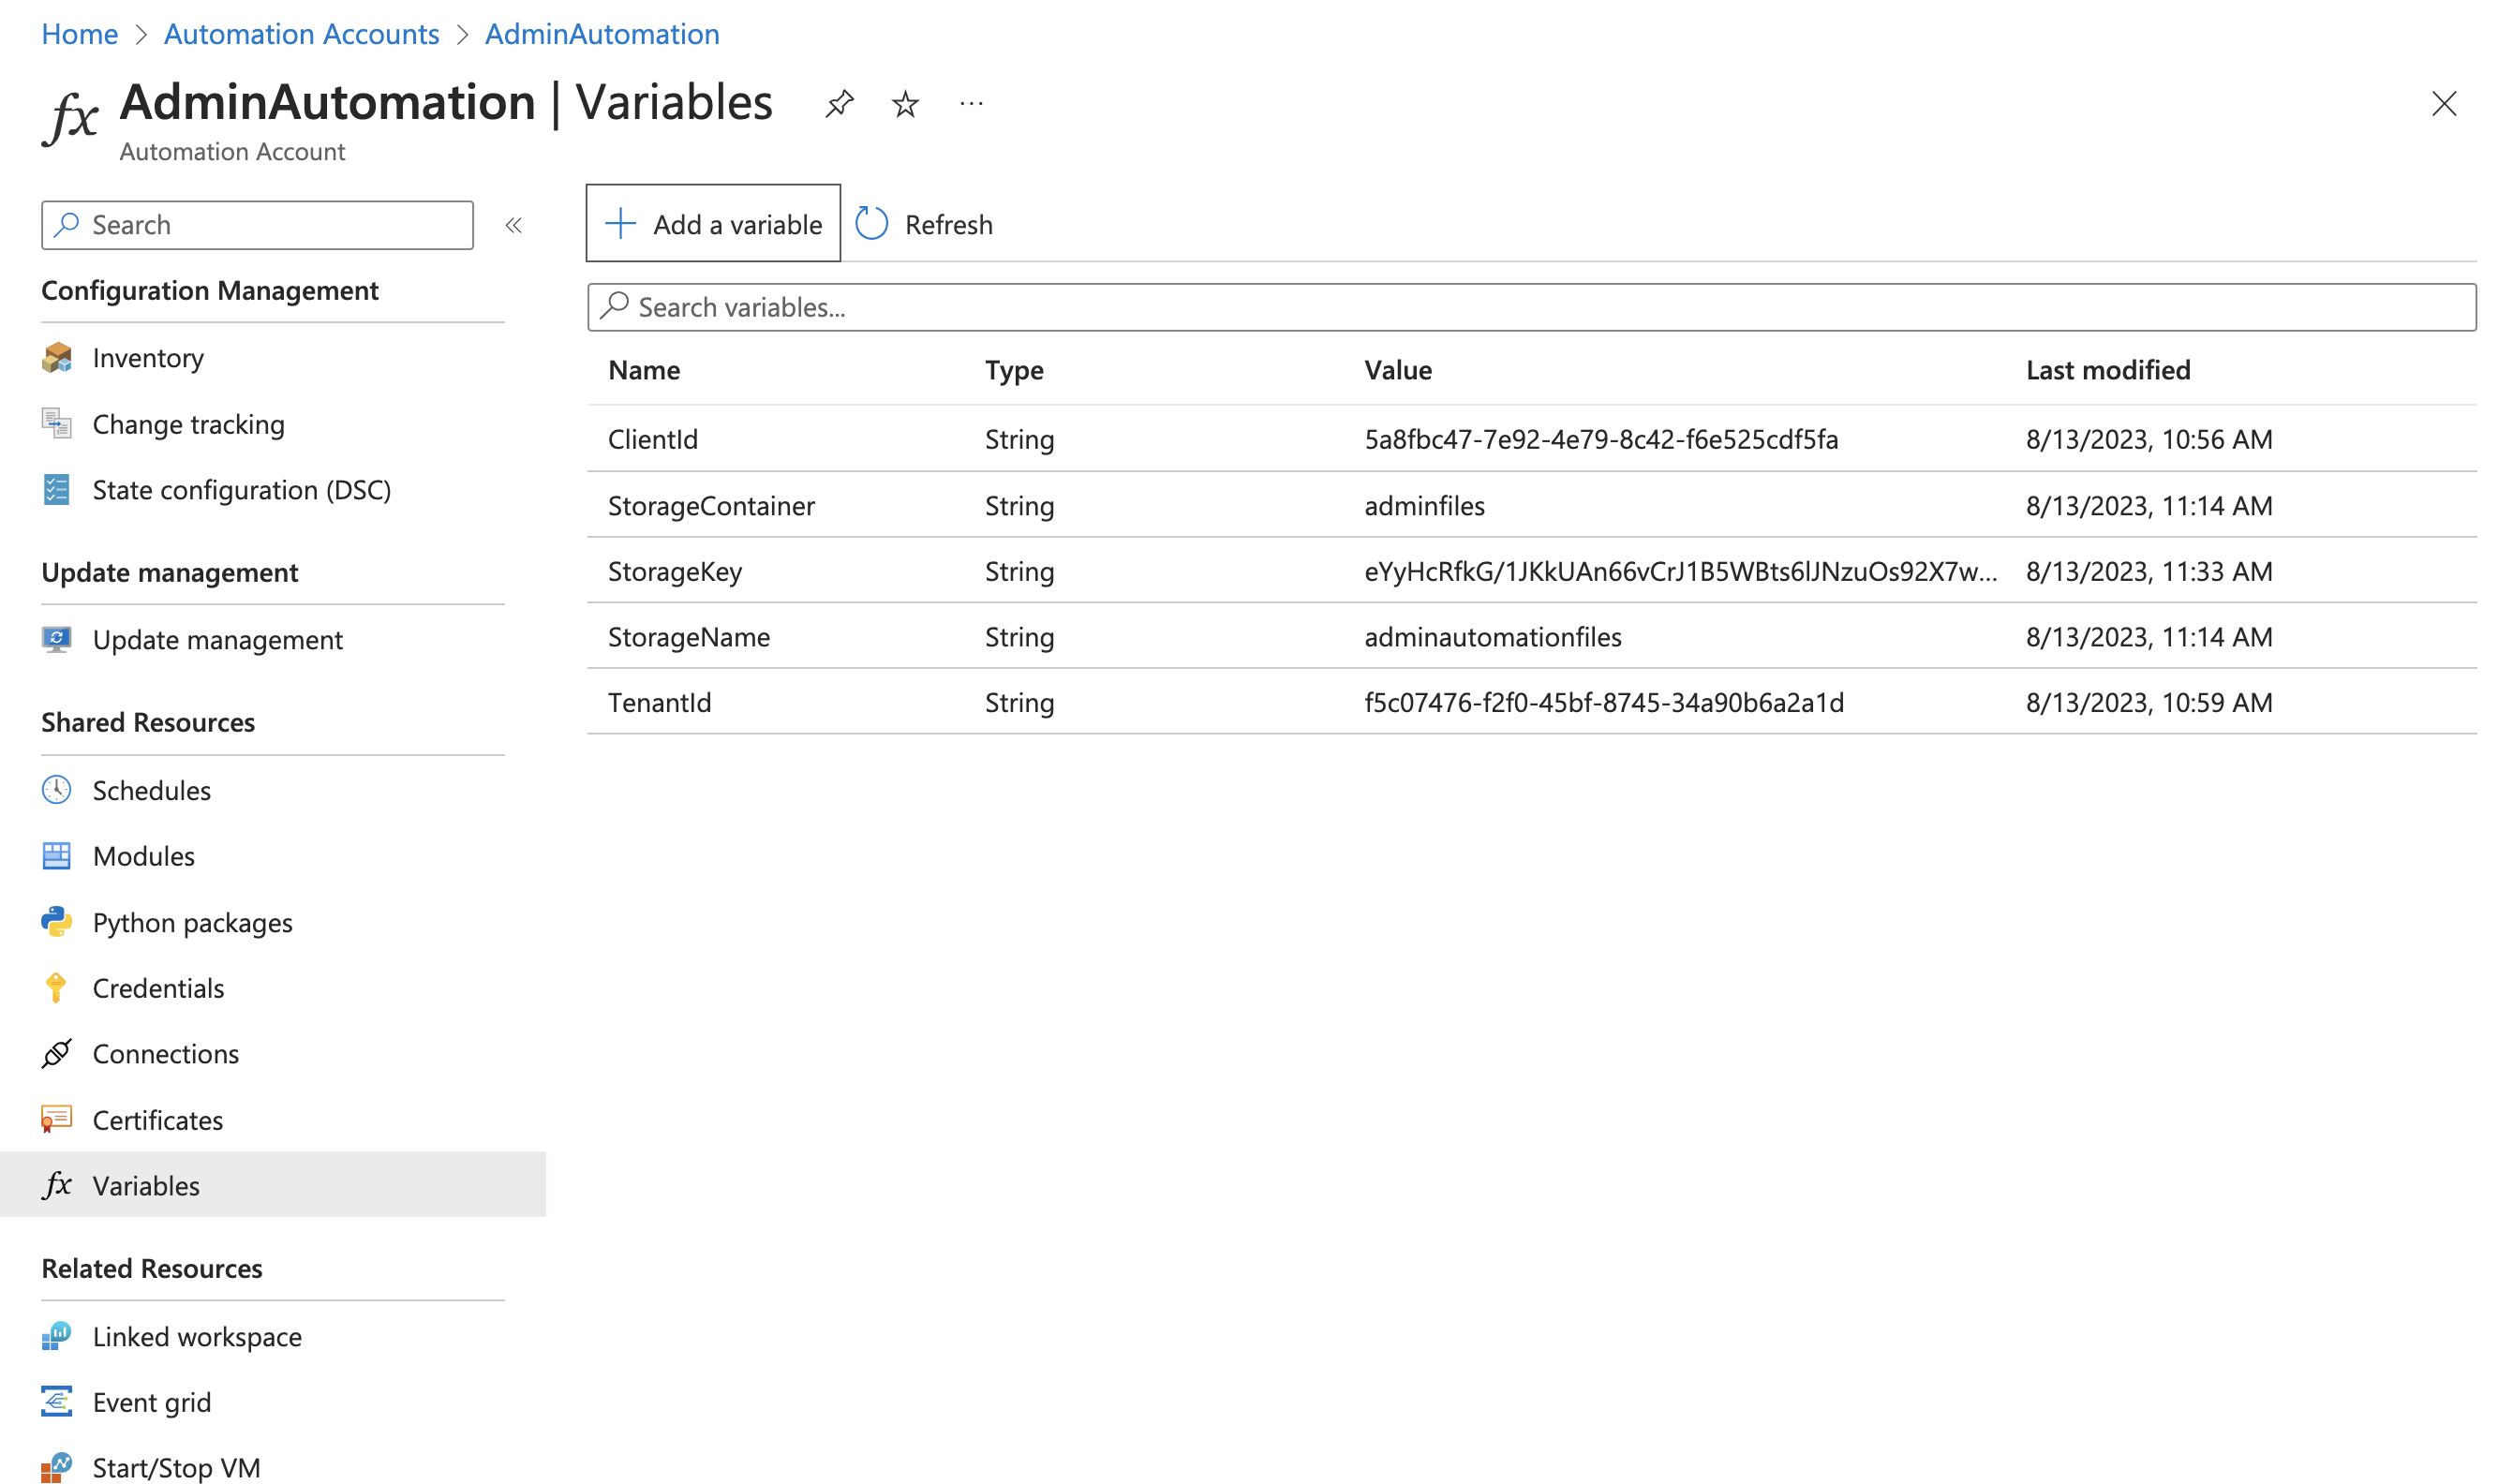 Home > Automation Accounts > AdminAutomation
fx AdminAutomation | Variables ...
Automation Account
Search «
Configuration Management
Inventory
Change tracking
State configuration (DSC)
Update management
Update management
Shared Resources
Schedules
Modules
Python packages
Credentials
Connections
Certificates
fx Variables
Related Resources
Linked workspace
Event grid
Start/Stop VM
+ Add a variable Refresh
Search variables...
Name Type Value Last modified
ClientId String 5a8fbc47-7e92-4e79-8c42-f6e525cdf5fa 8/13/2023, 10:56 AM
StorageContainer String adminfiles 8/13/2023, 11:14 AM
StorageKey String eYyHcRfkG/1JKkUAn66vCrJ1B5WBts6lJNzuOs92X7w... 8/13/2023, 11:33 AM
StorageName String adminautomationfiles 8/13/2023, 11:14 AM
TenantId String f5c07476-f2f0-45bf-8745-34a90b6a2a1d 8/13/2023, 10:59 AM